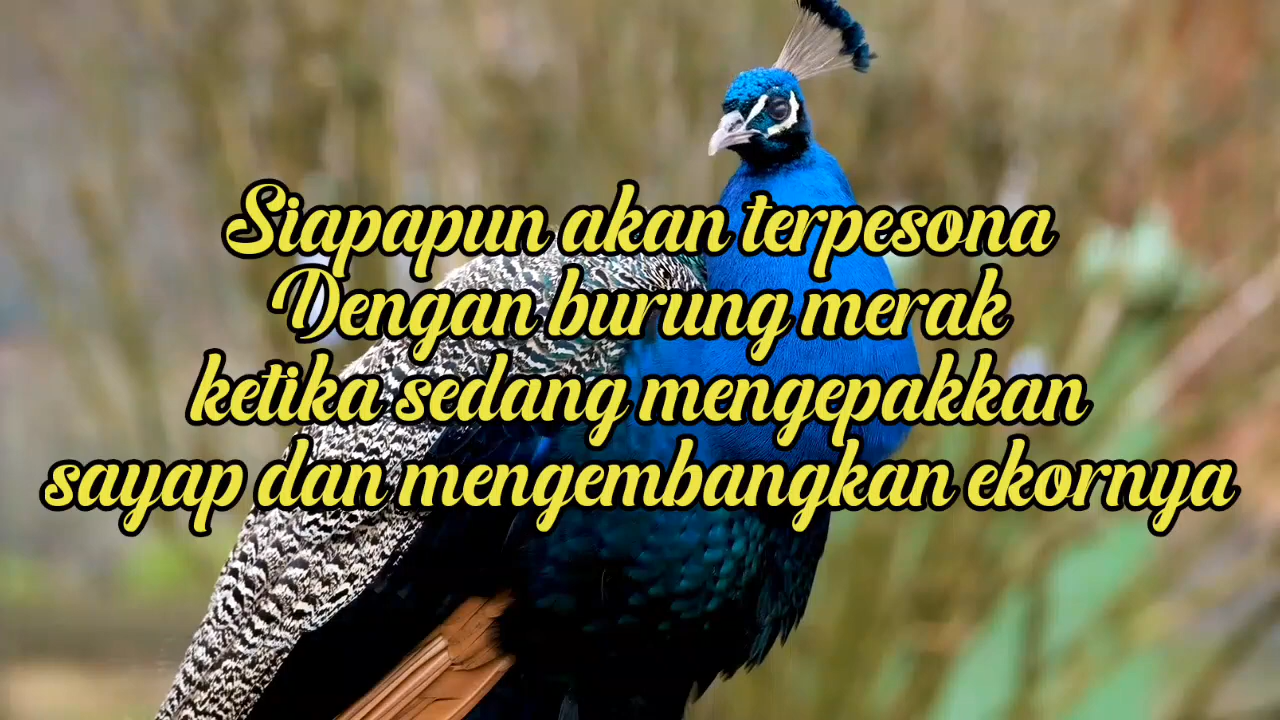 Siapapun akan terpesona
Dengan burung merak
ketika sedang mengepakkan
sayap dan mengembangkan ekornya